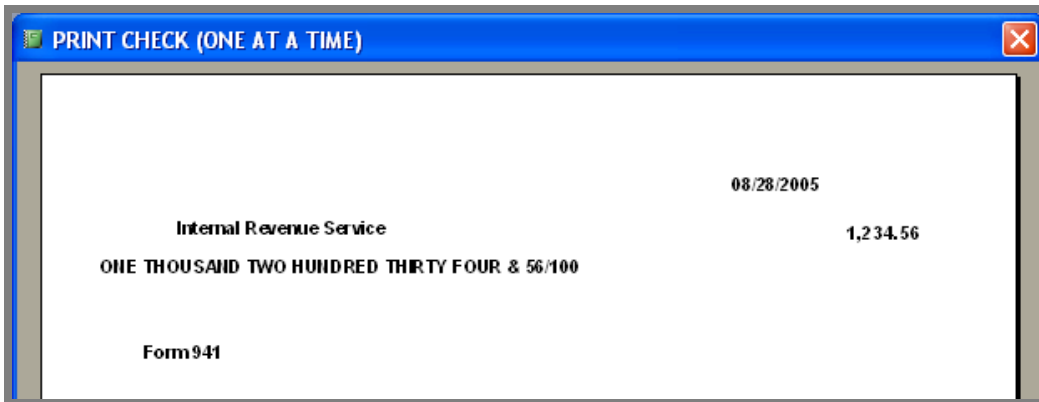 PRINT CHECK (ONE AT A TIME)
08/28/2005
Internal Revenue Service
1,234.56
ONE THOUSAND TWO HUNDRED THIRTY FOUR & 56/100
Form 941